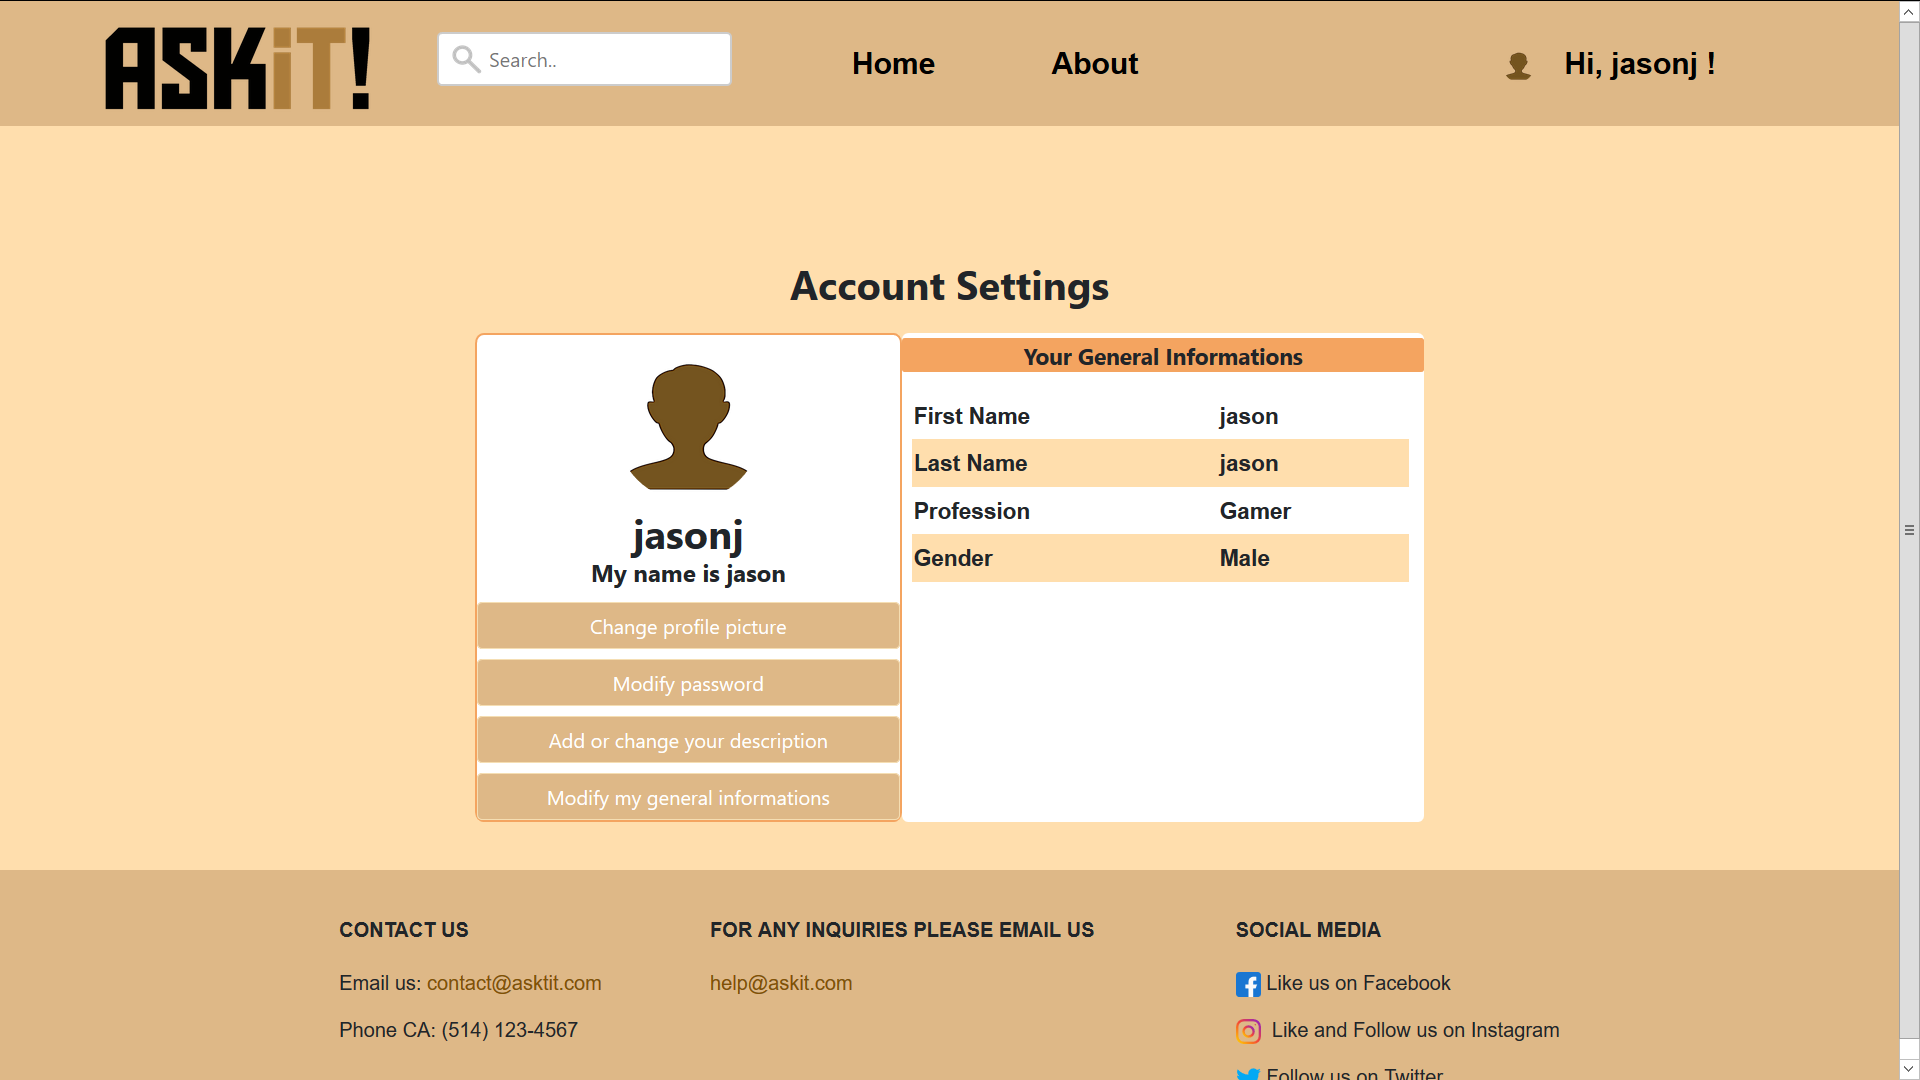 ASKiT!
Search..
Home
About
Hi, jasonj !
Account Settings
jasonj
My name is jason
Change profile picture
Modify password
Add or change your description
Modify my general informations
Your General Informations
First Name jason
Last Name jason
Profession Gamer
Gender Male
CONTACT US
Email us: contact@asktit.com
Phone CA: (514) 123-4567
FOR ANY INQUIRIES PLEASE EMAIL US
help@askit.com
SOCIAL MEDIA
Like us on Facebook
Like and Follow us on Instagram
Follow us on Twitter